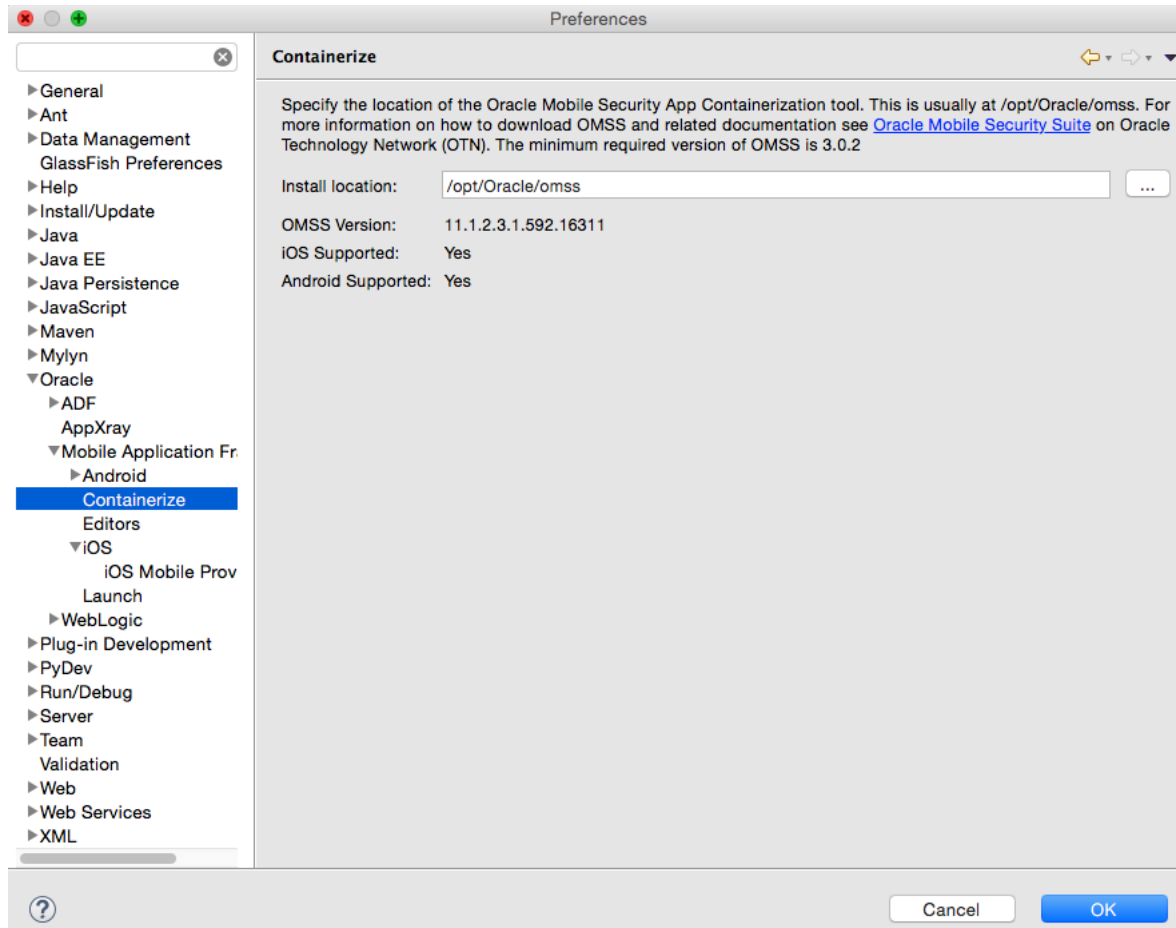 Preferences
General
Ant
Data Management
GlassFish Preferences
Help
Install/Update
Java
Java EE
Java Persistence
JavaScript
Maven
Mylyn
Oracle
ADF
AppXray
Mobile Application Fr
Android
Containerize
Editors
iOS
iOS Mobile Prov
Launch
WebLogic
Plug-in Development
PyDev
Run/Debug
Server
Team
Validation
Web
Web Services
XML
Containerize
Specify the location of the Oracle Mobile Security App Containerization tool. This is usually at /opt/Oracle/omss. For
more information on how to download OMSS and related documentation see Oracle Mobile Security Suite on Oracle
Technology Network (OTN). The minimum required version of OMSS is 3.0.2
Install location: /opt/Oracle/omss ...
OMSS Version: 11.1.2.3.1.592.16311
iOS Supported: Yes
Android Supported: Yes
? Cancel OK